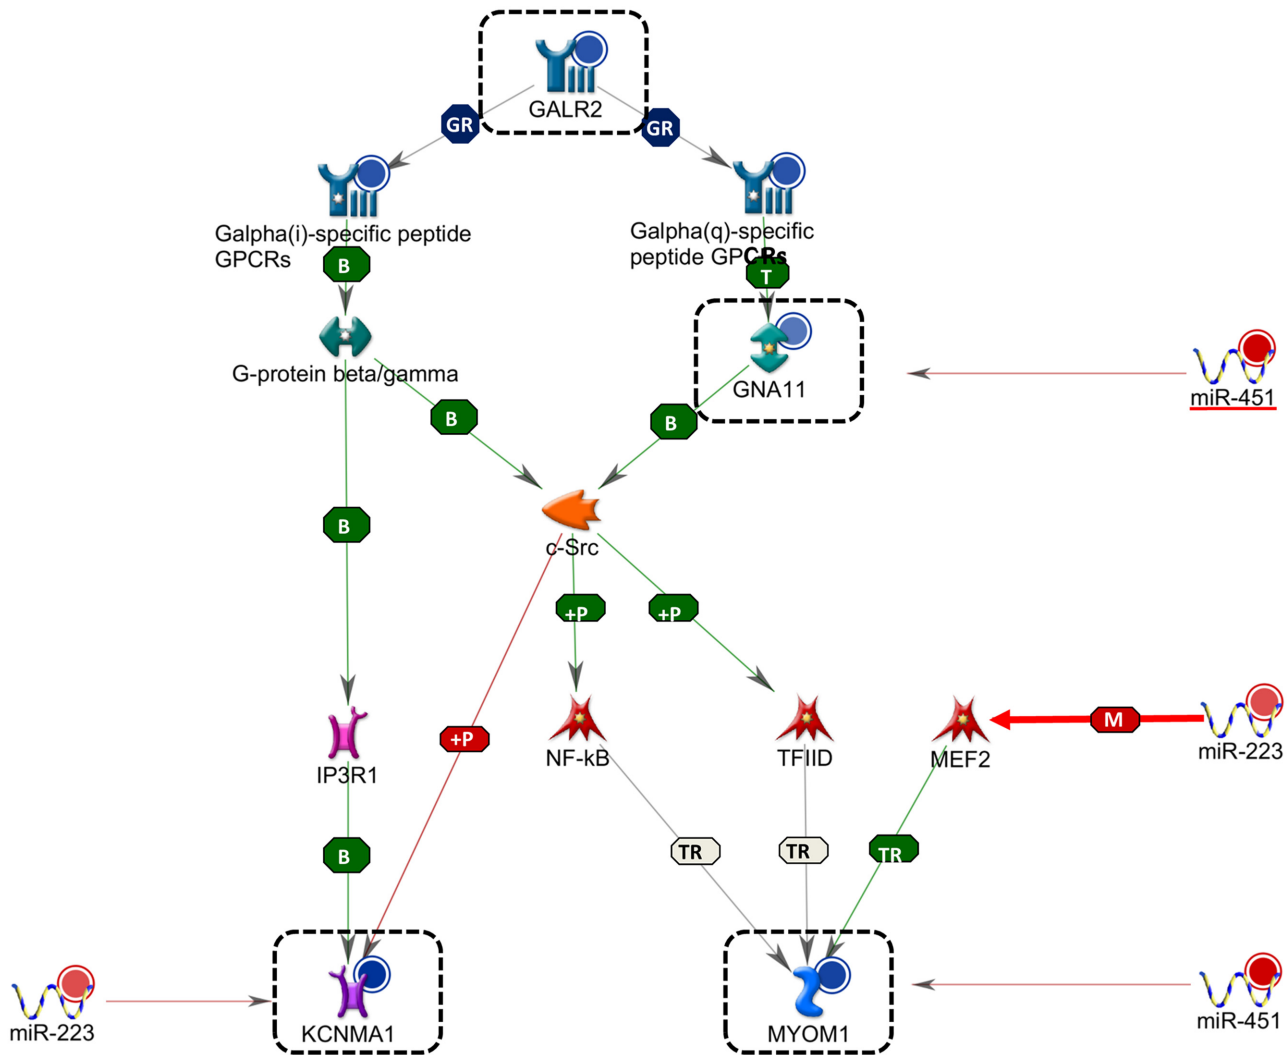 GALR2
GR
GR
Galpha(i)-specific peptide
GPCRs
Galpha(q)-specific
peptide GPCRs
B
T
G-protein beta/gamma
GNA11
miR-451
B
B
B
c-Src
+P
+P
+P
M
IP3R1
NF-kB
TFIID
MEF2
miR-223
B
TR
TR
TR
miR-223
KCNMA1
MYOM1
miR-451